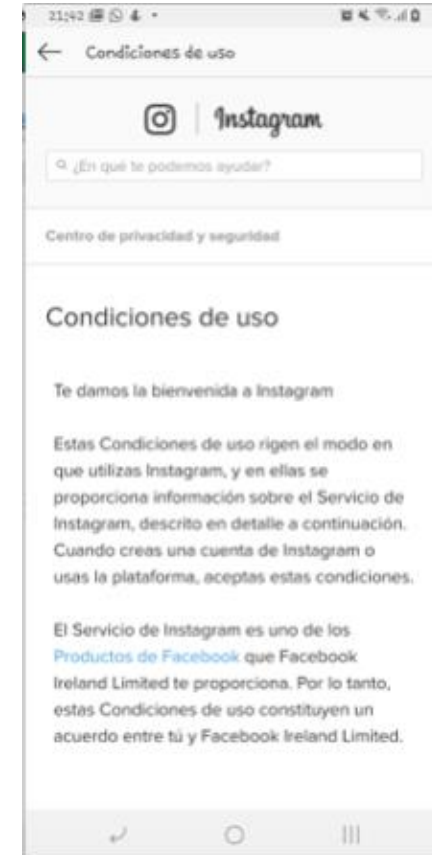 21:42
Condiciones de uso
Instagram
¿En qué te podemos ayudar?
Centro de privacidad y seguridad
Condiciones de uso
Te damos la bienvenida a Instagram
Estas Condiciones de uso rigen el modo en
que utilizas Instagram, y en ellas se
proporciona información sobre el Servicio de
Instagram, descrito en detalle a continuación.
Cuando creas una cuenta de Instagram o
usas la plataforma, aceptas estas condiciones.
El Servicio de Instagram es uno de los
Productos de Facebook que Facebook
Ireland Limited te proporciona. Por lo tanto,
estas Condiciones de uso constituyen un
acuerdo entre tú y Facebook Ireland Limited.